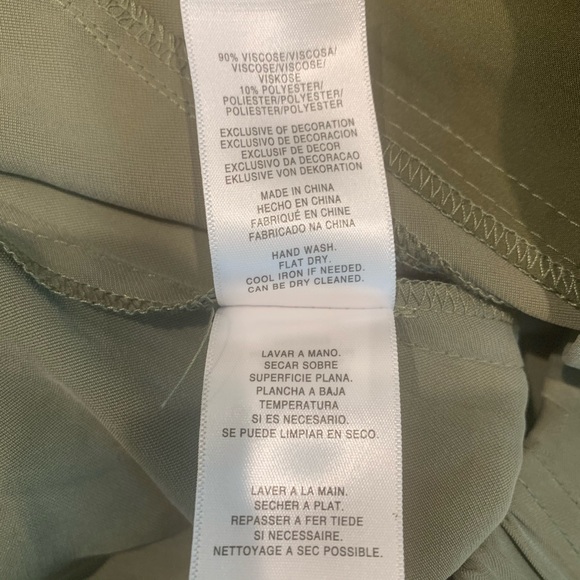 90% VISCOSE/VISCOSA/
VISCOSE/VISCOSE/
VISKOSE
10% POLYESTER/
POLIESTER/POLYESTER/
POLIESTER/POLYESTER
EXCLUSIVE OF DECORATION
EXCLUSIVO DE DECORACION
EXCLUSIF DE DECOR
EXCLUSIVO DA DECORACAO
EKLUSIVE VON DEKORATION
MADE IN CHINA
HECHO EN CHINA
FABRIQUÉ EN CHINE
FABRICADO NA CHINA
HAND WASH.
FLAT DRY.
COOL IRON IF NEEDED.
CAN BE DRY CLEANED.
LAVAR A MANO.
SECAR SOBRE
SUPERFICIE PLANA.
PLANCHA A BAJA
TEMPERATURA
SI ES NECESARIO.
SE PUEDE LIMPIAR EN SECO.
LAVER A LA MAIN.
SECHER A PLAT.
REPASSER A FER TIEDE
SI NECESSAIRE.
NETTOYAGE A SEC POSSIBLE.